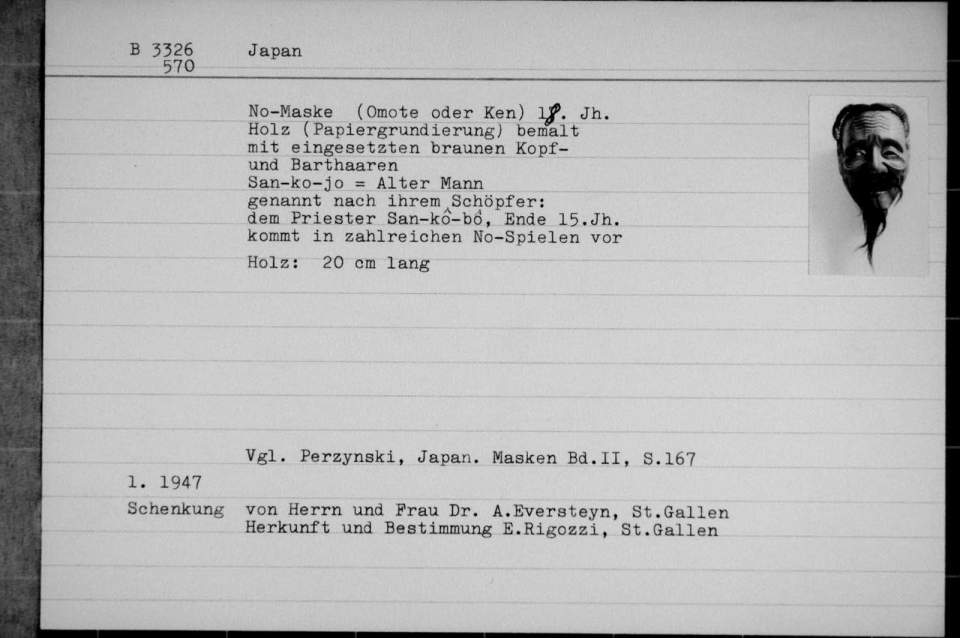 B 3326 Japan
570
No-Maske (Omote oder Ken) 18. Jh.
Holz (Papiergrundierung) bemalt
mit eingesetzten braunen Kopf-
und Barthaaren
San-ko-jo = Alter Mann
genannt nach ihrem Schöpfer:
dem Priester San-kô-bô, Ende 15.Jh.
kommt in zahlreichen No-Spielen vor
Holz: 20 cm lang
Vgl. Perzynski, Japan. Masken Bd.II, S.167
1. 1947
Schenkung von Herrn und Frau Dr. A.Eversteyn, St.Gallen
Herkunft und Bestimmung E.Rigozzi, St.Gallen